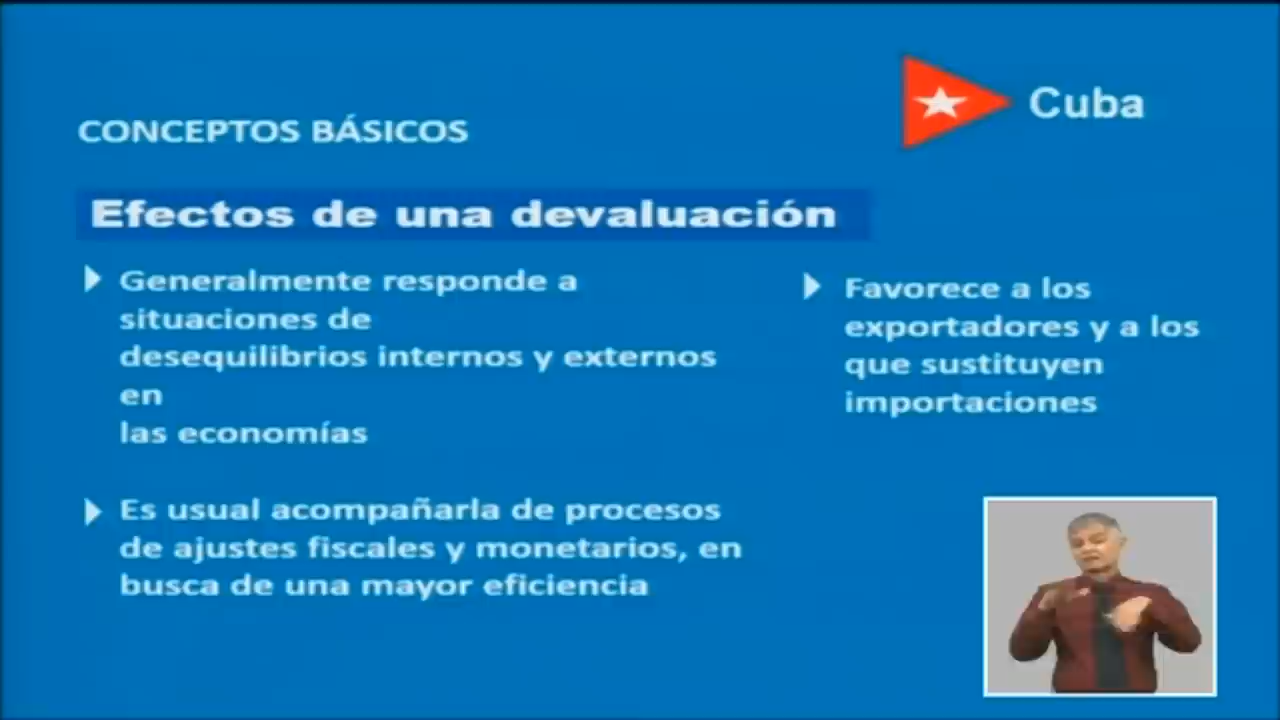 Cuba
CONCEPTOS BÁSICOS
Efectos de una devaluación
Generalmente responde a
situaciones de
desequilibrios internos y externos
en
las economías
Es usual acompañarla de procesos
de ajustes fiscales y monetarios, en
busca de una mayor eficiencia
Favorece a los
exportadores y a los
que sustituyen
importaciones